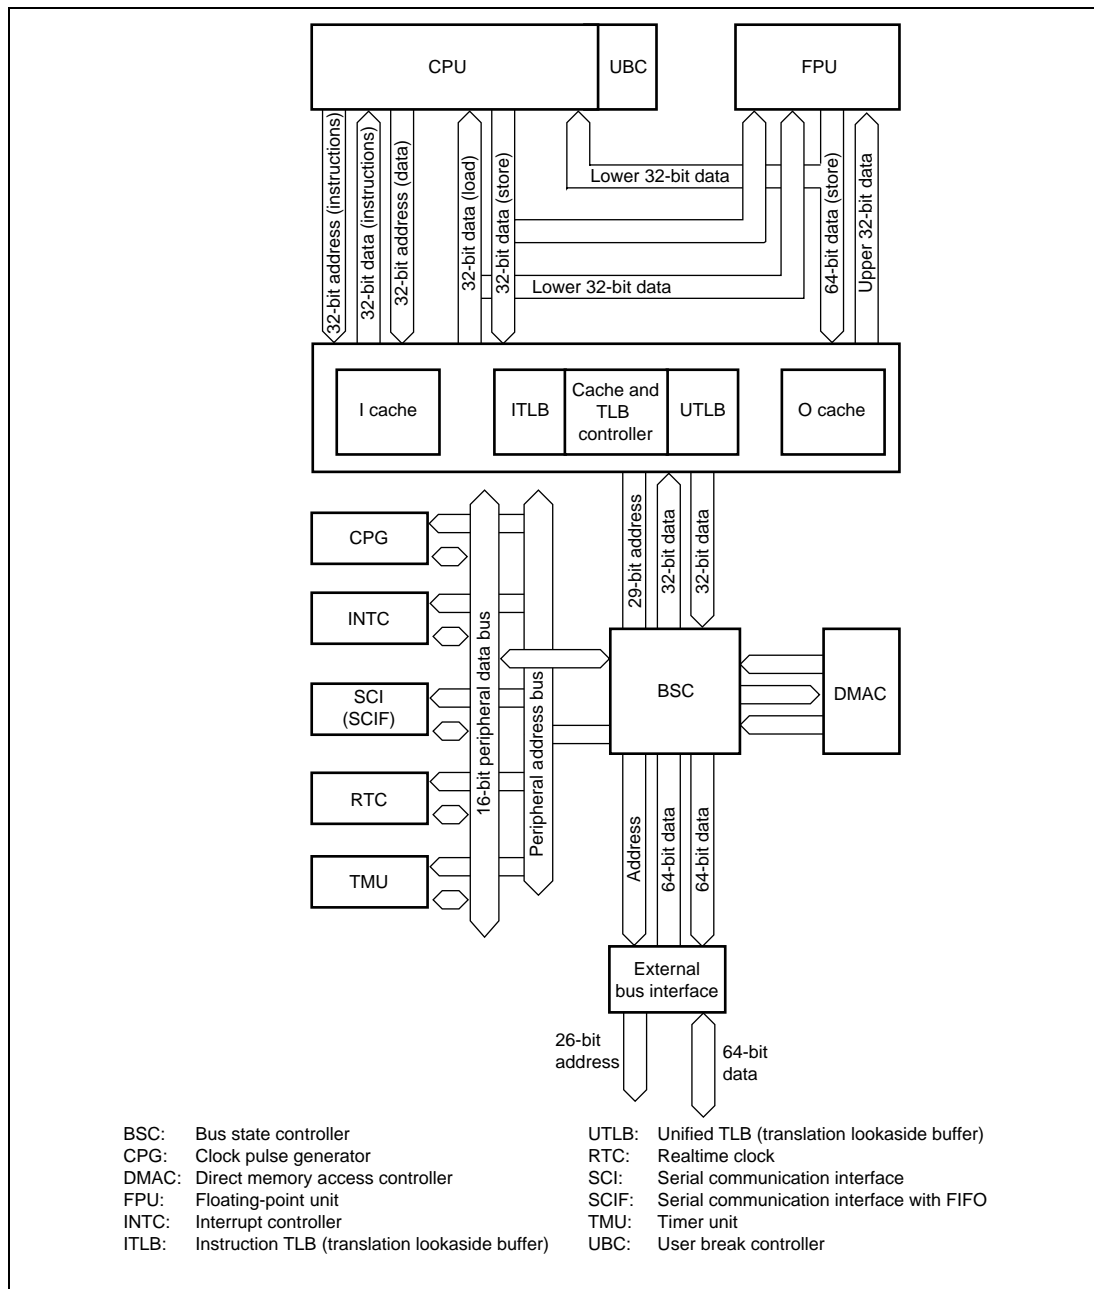 CPU
UBC
FPU
32-bit address (instructions)
32-bit data (instructions)
32-bit address (data)
32-bit data (load)
32-bit data (store)
Lower 32-bit data
Lower 32-bit data
64-bit data (store)
Upper 32-bit data
I cache
ITLB
Cache and
TLB
controller
UTLB
O cache
29-bit address
32-bit data
32-bit data
CPG
INTC
SCI
(SCIF)
RTC
TMU
16-bit peripheral data bus
Peripheral address bus
BSC
DMAC
Address
64-bit data
64-bit data
External
bus interface
26-bit
address
64-bit
data
BSC: Bus state controller
CPG: Clock pulse generator
DMAC: Direct memory access controller
FPU: Floating-point unit
INTC: Interrupt controller
ITLB: Instruction TLB (translation lookaside buffer)
UTLB: Unified TLB (translation lookaside buffer)
RTC: Realtime clock
SCI: Serial communication interface
SCIF: Serial communication interface with FIFO
TMU: Timer unit
UBC: User break controller